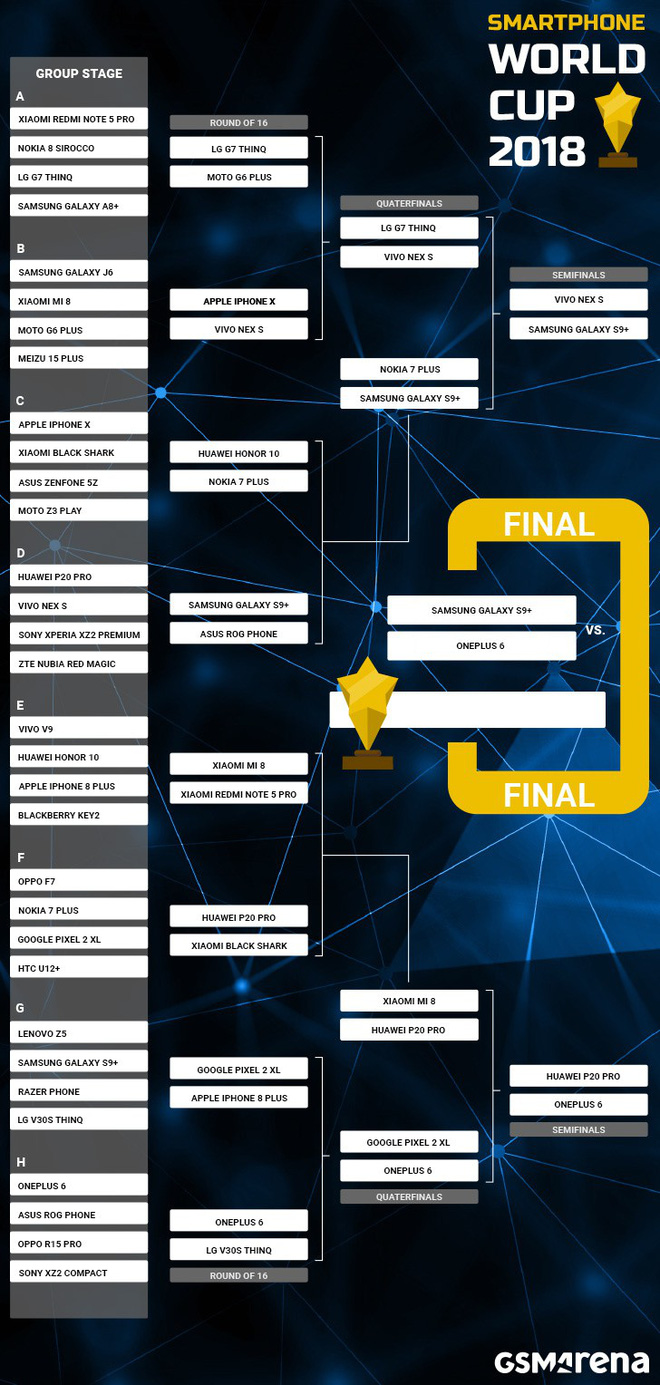 SMARTPHONE
WORLD
CUP
2018
GROUP STAGE
A
XIAOMI REDMI NOTE 5 PRO
NOKIA 8 SIROCCO
LG G7 THINQ
SAMSUNG GALAXY A8+
B
SAMSUNG GALAXY J6
XIAOMI MI 8
MOTO G6 PLUS
MEIZU 15 PLUS
C
APPLE IPHONE X
XIAOMI BLACK SHARK
ASUS ZENFONE 5Z
MOTO Z3 PLAY
D
HUAWEI P20 PRO
VIVO NEX S
SONY XPERIA XZ2 PREMIUM
ZTE NUBIA RED MAGIC
E
VIVO V9
HUAWEI HONOR 10
APPLE IPHONE 8 PLUS
BLACKBERRY KEY2
F
OPPO F7
NOKIA 7 PLUS
GOOGLE PIXEL 2 XL
HTC U12+
G
LENOVO Z5
SAMSUNG GALAXY S9+
RAZER PHONE
LG V30S THINQ
H
ONEPLUS 6
ASUS ROG PHONE
OPPO R15 PRO
SONY XZ2 COMPACT
ROUND OF 16
LG G7 THINQ
MOTO G6 PLUS
APPLE IPHONE X
VIVO NEX S
HUAWEI HONOR 10
NOKIA 7 PLUS
SAMSUNG GALAXY S9+
ASUS ROG PHONE
XIAOMI MI 8
XIAOMI REDMI NOTE 5 PRO
HUAWEI P20 PRO
XIAOMI BLACK SHARK
GOOGLE PIXEL 2 XL
APPLE IPHONE 8 PLUS
ONEPLUS 6
LG V30S THINQ
ROUND OF 16
QUATERFINALS
LG G7 THINQ
VIVO NEX S
NOKIA 7 PLUS
SAMSUNG GALAXY S9+
XIAOMI MI 8
HUAWEI P20 PRO
GOOGLE PIXEL 2 XL
ONEPLUS 6
QUATERFINALS
SEMIFINALS
VIVO NEX S
SAMSUNG GALAXY S9+
FINAL
SAMSUNG GALAXY S9+
VS.
ONEPLUS 6
FINAL
HUAWEI P20 PRO
ONEPLUS 6
SEMIFINALS
GSMArena